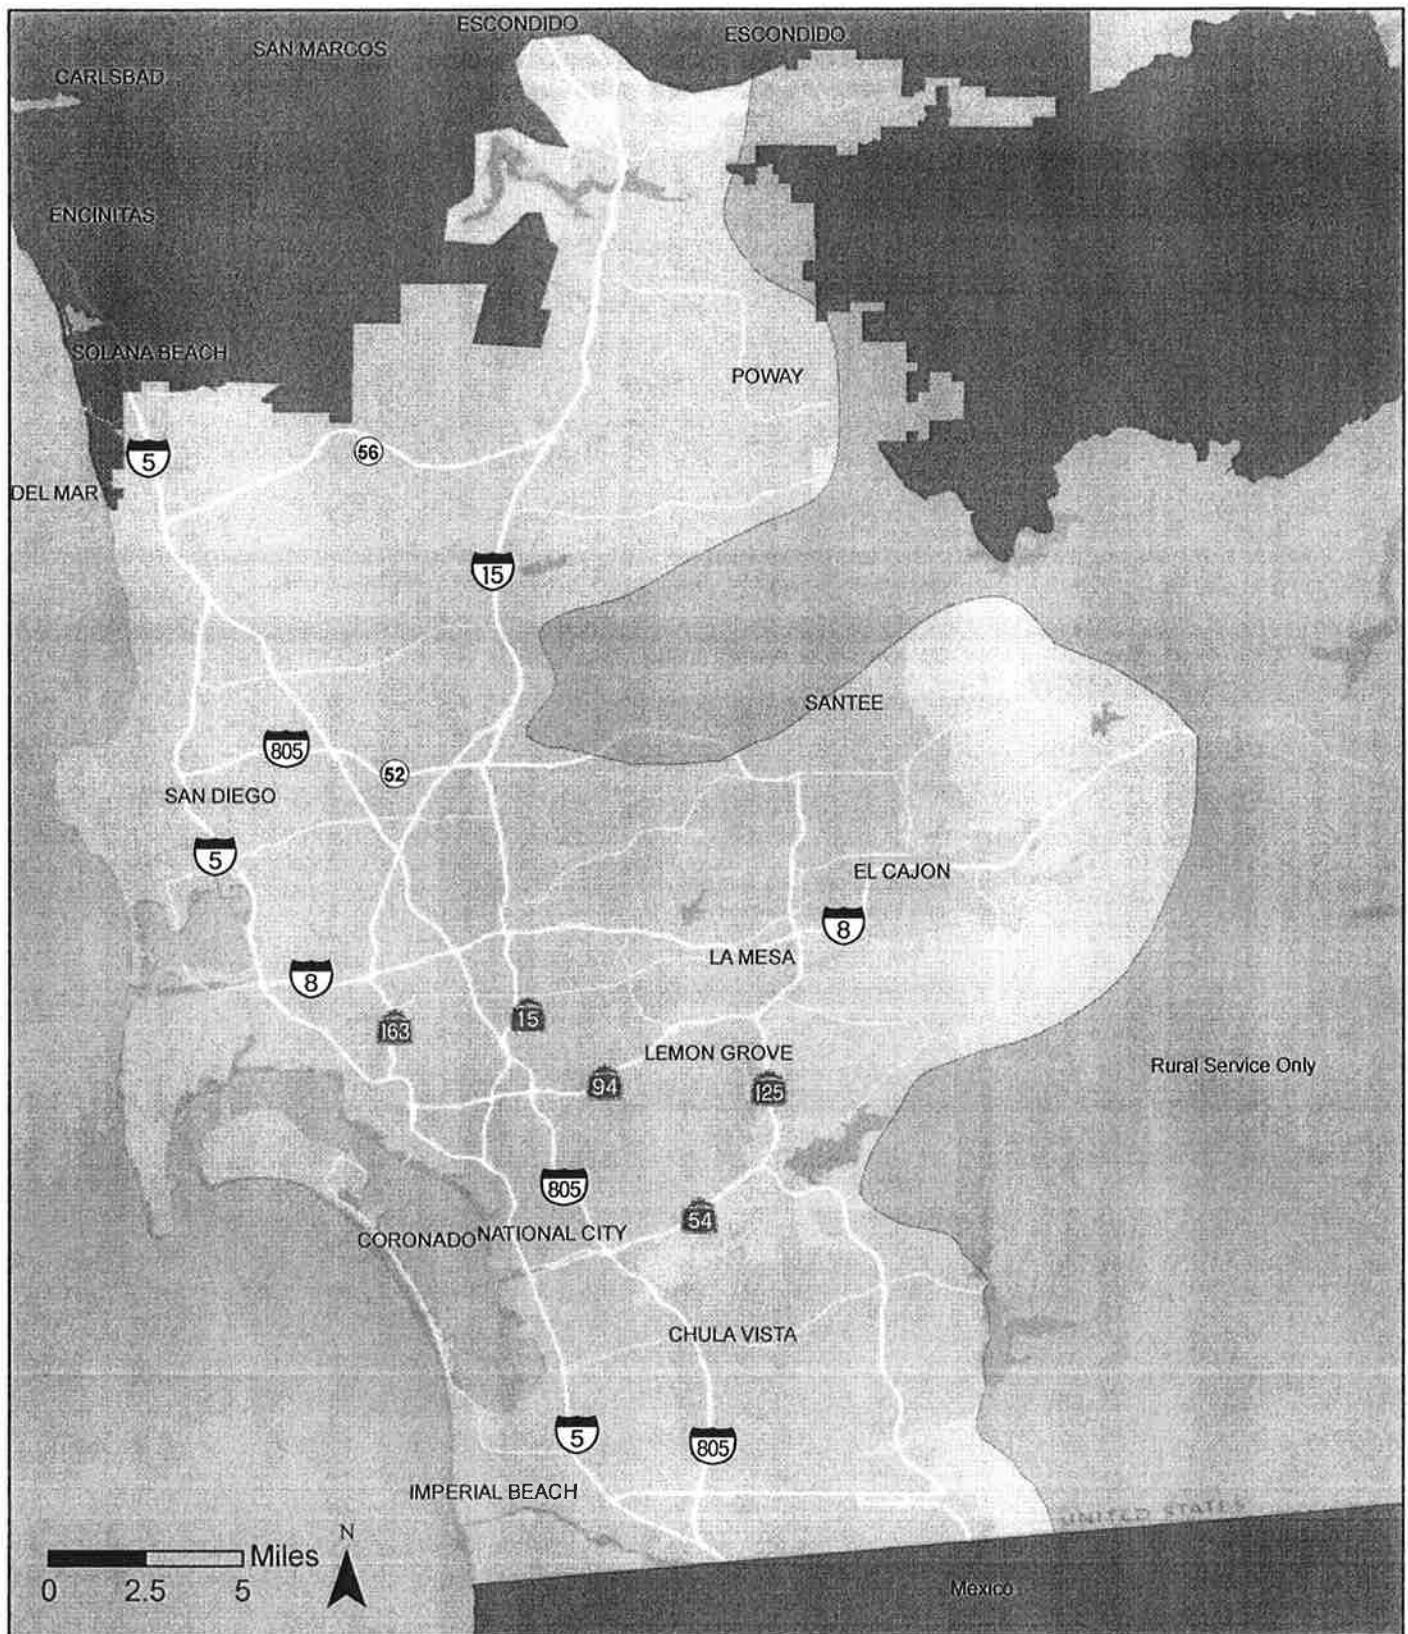 ESCONDIDO
ESCONDIDO
SAN MARCOS
CARLSBAD
ENCINITAS
SOLANA BEACH
POWAY
56
5
DEL MAR
15
SANTEE
805
52
SAN DIEGO
5
EL CAJON
8
LA MESA
8
15
163
LEMON GROVE
Rural Service Only
94
125
805
54
NATIONAL CITY
CORONADO
CHULA VISTA
5
805
IMPERIAL BEACH
UNITED STATES
N
Miles
0 2.5 5
Mexico